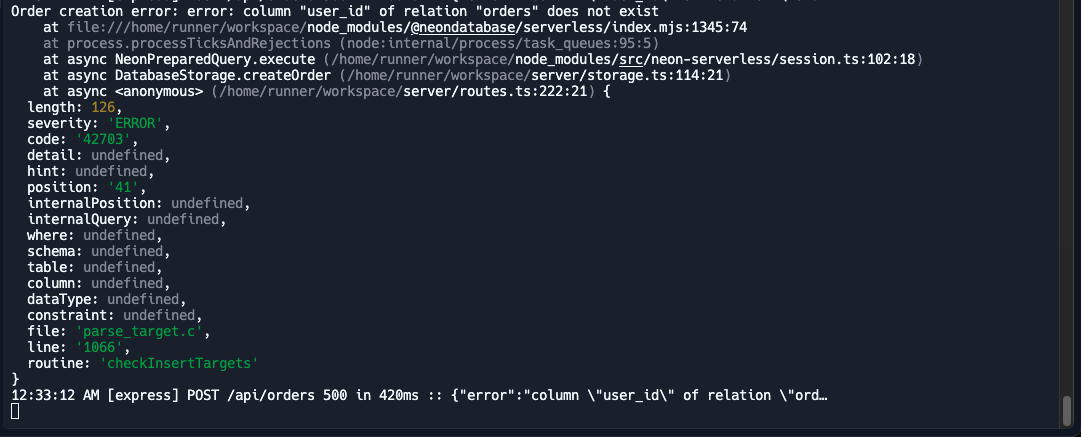 Order creation error: error: column "user_id" of relation "orders" does not exist
    at file:///home/runner/workspace/node_modules/@neondatabase/serverless/index.mjs:1345:74
    at process.processTicksAndRejections (node:internal/process/task_queues:95:5)
    at async NeonPreparedQuery.execute (/home/runner/workspace/node_modules/src/neon-serverless/session.ts:102:18)
    at async DatabaseStorage.createOrder (/home/runner/workspace/server/storage.ts:114:21)
    at async <anonymous> (/home/runner/workspace/server/routes.ts:222:21) {
  length: 126,
  severity: 'ERROR',
  code: '42703',
  detail: undefined,
  hint: undefined,
  position: '41',
  internalPosition: undefined,
  internalQuery: undefined,
  where: undefined,
  schema: undefined,
  table: undefined,
  column: undefined,
  dataType: undefined,
  constraint: undefined,
  file: 'parse_target.c',
  line: '1066',
  routine: 'checkInsertTargets'
}
12:33:12 AM [express] POST /api/orders 500 in 420ms :: {"error":"column \"user_id\" of relation \"ord…